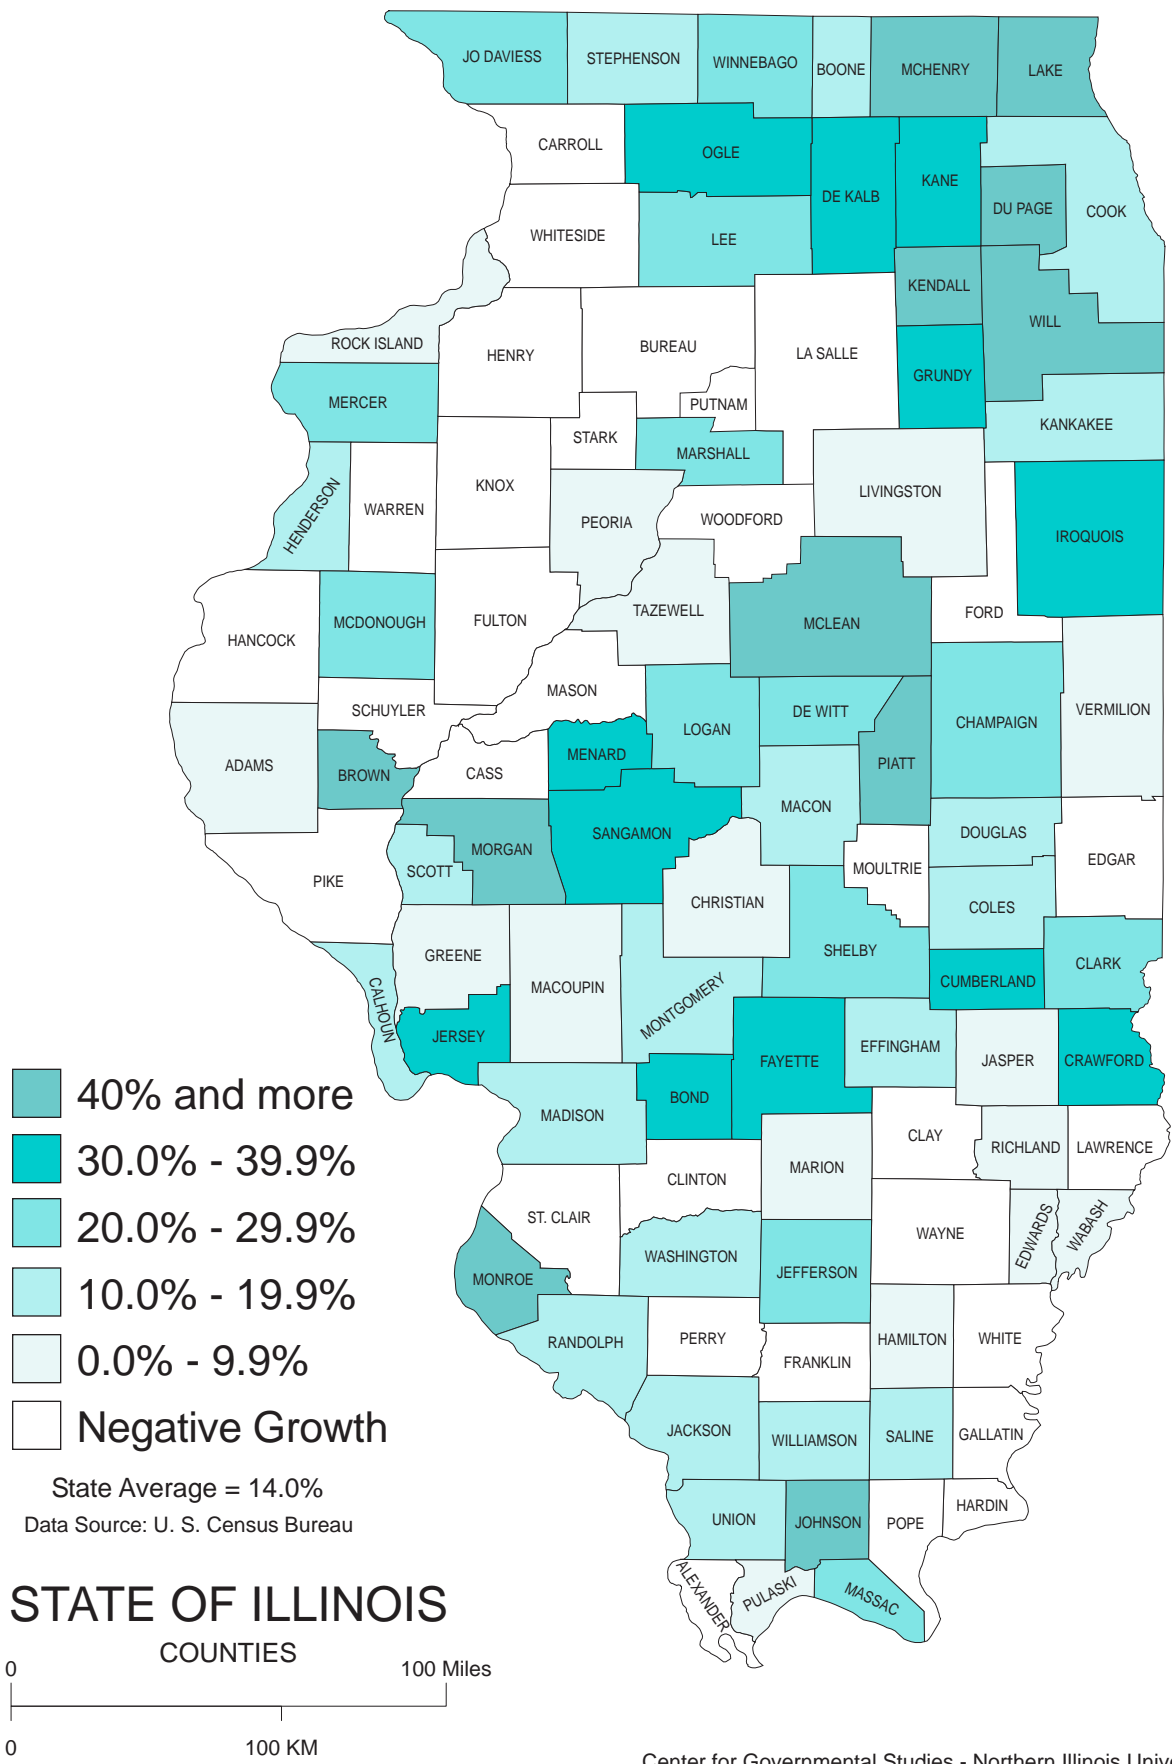 JO DAVIESS
STEPHENSON
WINNEBAGO
BOONE
MCHENRY
LAKE
CARROLL
OGLE
DE KALB
KANE
DU PAGE
COOK
WHITESIDE
LEE
KENDALL
WILL
ROCK ISLAND
HENRY
BUREAU
LA SALLE
GRUNDY
MERCER
PUTNAM
KANKAKEE
STARK
MARSHALL
HENDERSON
WARREN
KNOX
PEORIA
WOODFORD
LIVINGSTON
IROQUOIS
HANCOCK
MCDONOUGH
FULTON
TAZEWELL
MCLEAN
FORD
SCHUYLER
MASON
LOGAN
DE WITT
CHAMPAIGN
VERMILION
ADAMS
BROWN
CASS
MENARD
PIATT
MACON
SANGAMON
MORGAN
SCOTT
PIKE
DOUGLAS
EDGAR
MOULTRIE
CHRISTIAN
COLES
GREENE
MACOUPIN
MONTGOMERY
SHELBY
CUMBERLAND
CLARK
CALHOUN
JERSEY
FAYETTE
EFFINGHAM
JASPER
CRAWFORD
BOND
MADISON
CLAY
RICHLAND
LAWRENCE
MARION
CLINTON
ST. CLAIR
WAYNE
EDWARDS
WABASH
WASHINGTON
JEFFERSON
MONROE
RANDOLPH
PERRY
FRANKLIN
HAMILTON
WHITE
JACKSON
WILLIAMSON
SALINE
GALLATIN
UNION
JOHNSON
POPE
HARDIN
ALEXANDER
PULASKI
MASSAC
40% and more
30.0% - 39.9%
20.0% - 29.9%
10.0% - 19.9%
0.0% - 9.9%
Negative Growth
State Average = 14.0%
Data Source: U. S. Census Bureau
STATE OF ILLINOIS
COUNTIES
0 100 Miles
0 100 KM
Center for Governmental Studies - Northern Illinois Unive